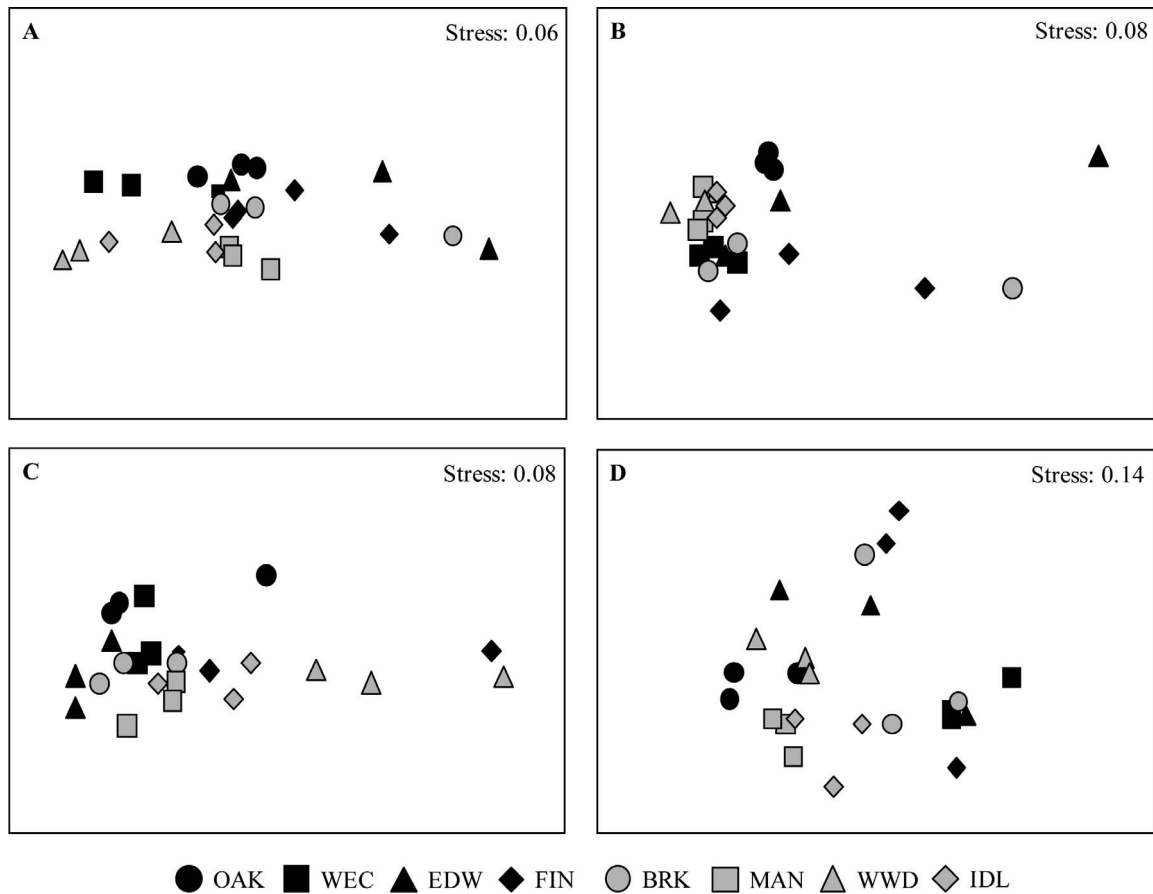 A
Stress: 0.06
B
Stress: 0.08
C
Stress: 0.08
D
Stress: 0.14
OAK WEC EDW FIN BRK MAN WWD IDL